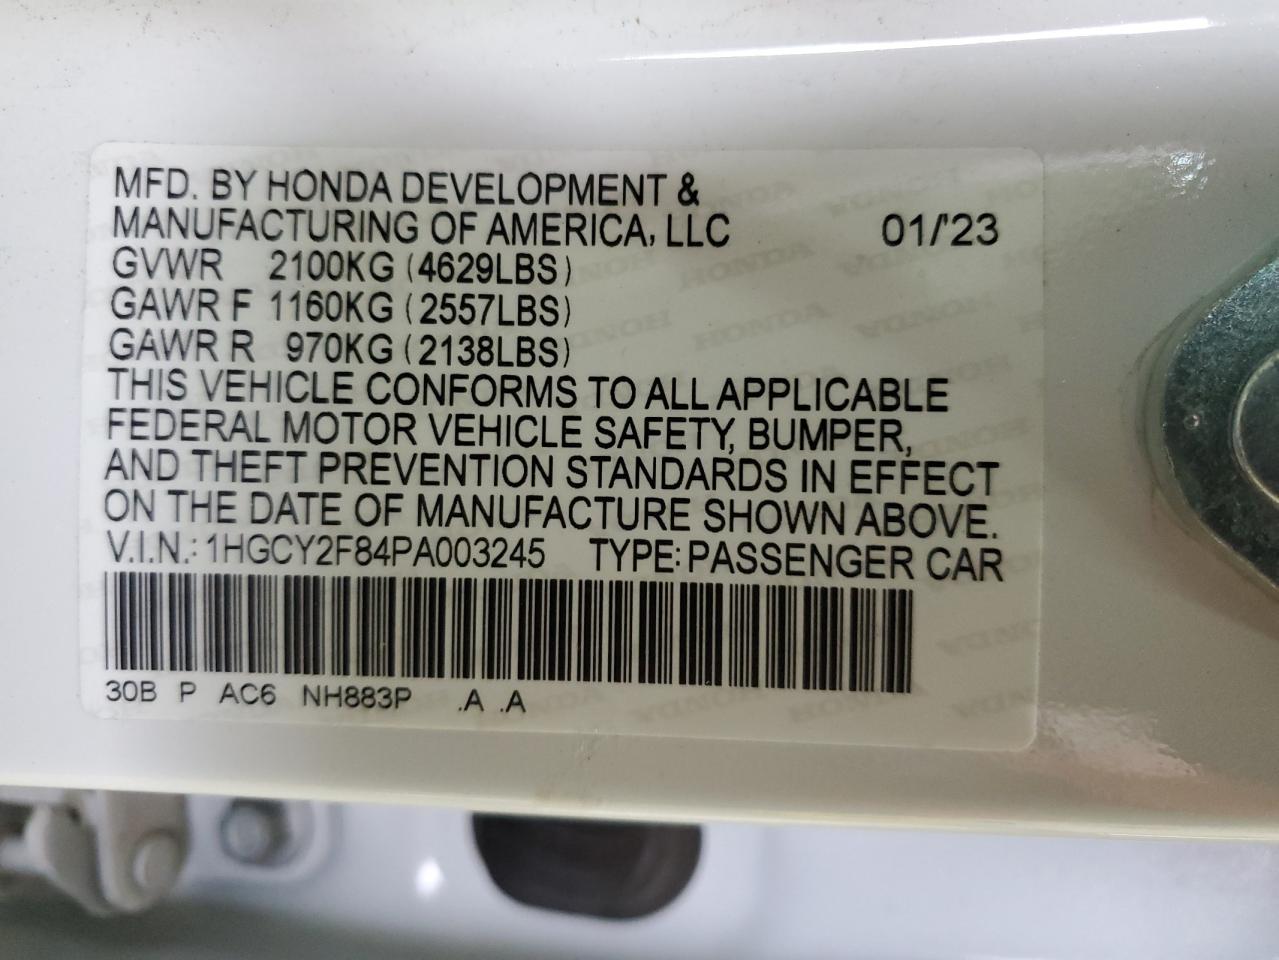 MFD. BY HONDA DEVELOPMENT &
MANUFACTURING OF AMERICA, LLC 01/'23
GVWR 2100KG (4629LBS)
GAWR F 1160KG (2557LBS)
GAWR R 970KG (2138LBS)
THIS VEHICLE CONFORMS TO ALL APPLICABLE
FEDERAL MOTOR VEHICLE SAFETY, BUMPER,
AND THEFT PREVENTION STANDARDS IN EFFECT
ON THE DATE OF MANUFACTURE SHOWN ABOVE.
V.I.N.: 1HGCY2F84PA003245 TYPE: PASSENGER CAR
30B P AC6 NH883P .A .A